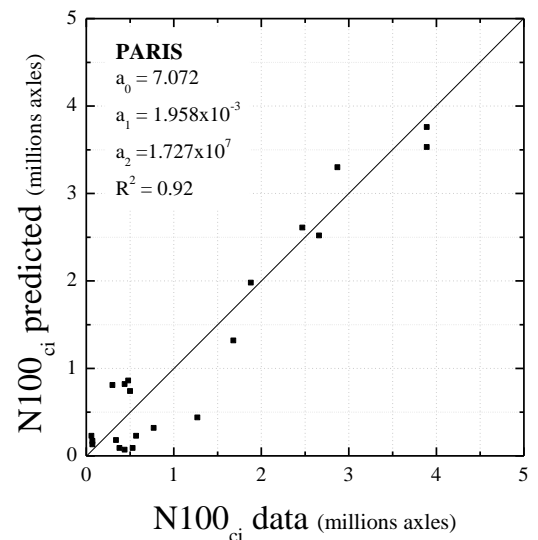 PARIS
a₀ = 7.072
a₁ = 1.958x10⁻³
a₂ =1.727x10⁷
R² = 0.92
5
4
3
2
1
0
N100ci predicted (millions axles)
0 1 2 3 4 5
N100ci data (millions axles)